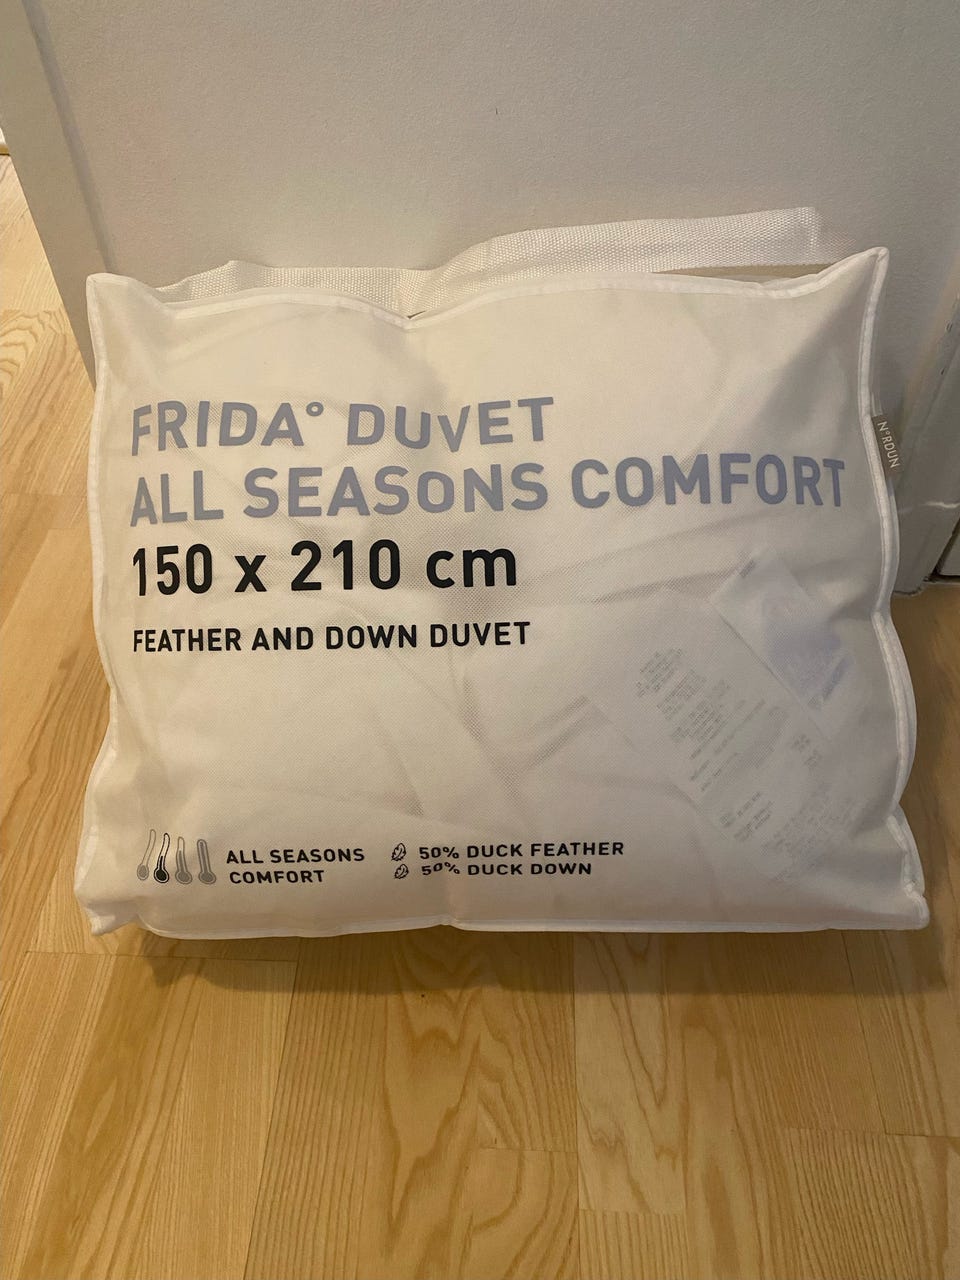 FRIDA° DUVET
ALL SEASONS COMFORT
150 x 210 cm
FEATHER AND DOWN DUVET
N°RDUN
ALL SEASONS
COMFORT
50% DUCK FEATHER
50% DUCK DOWN